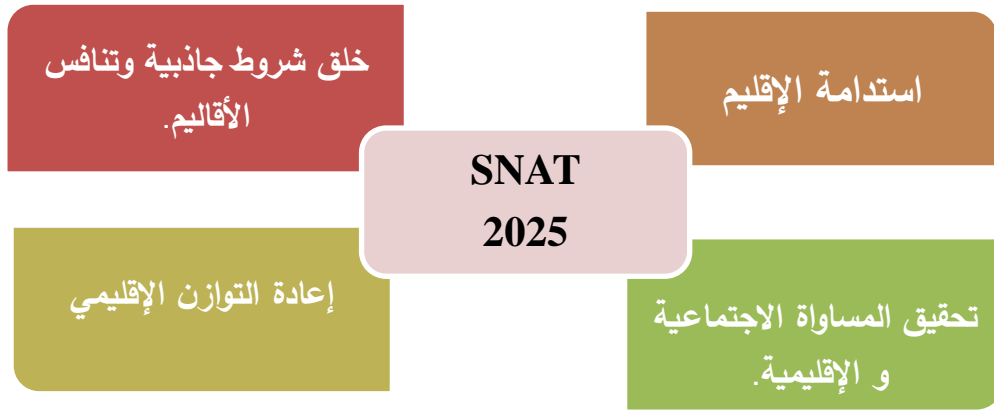 استدامة الإقليم
خلق شروط جاذبية وتنافس
الأقاليم.
SNAT
2025
تحقيق المساواة الاجتماعية
و الإقليمية.
إعادة التوازن الإقليمي